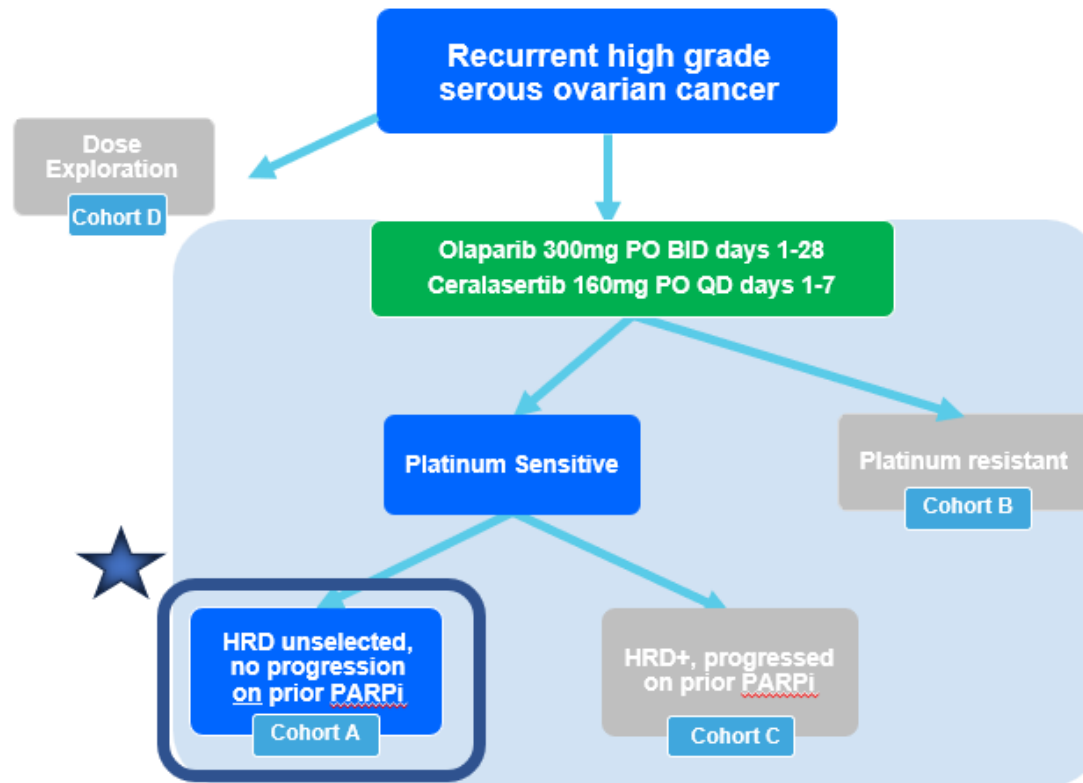 Recurrent high grade
serous ovarian cancer
Dose
Exploration
Cohort D
Olaparib 300mg PO BID days 1-28
Ceralasertib 160mg PO QD days 1-7
Platinum Sensitive
Platinum resistant
Cohort B
HRD unselected,
no progression
on prior PARPi
Cohort A
HRD+, progressed
on prior PARPi
Cohort C